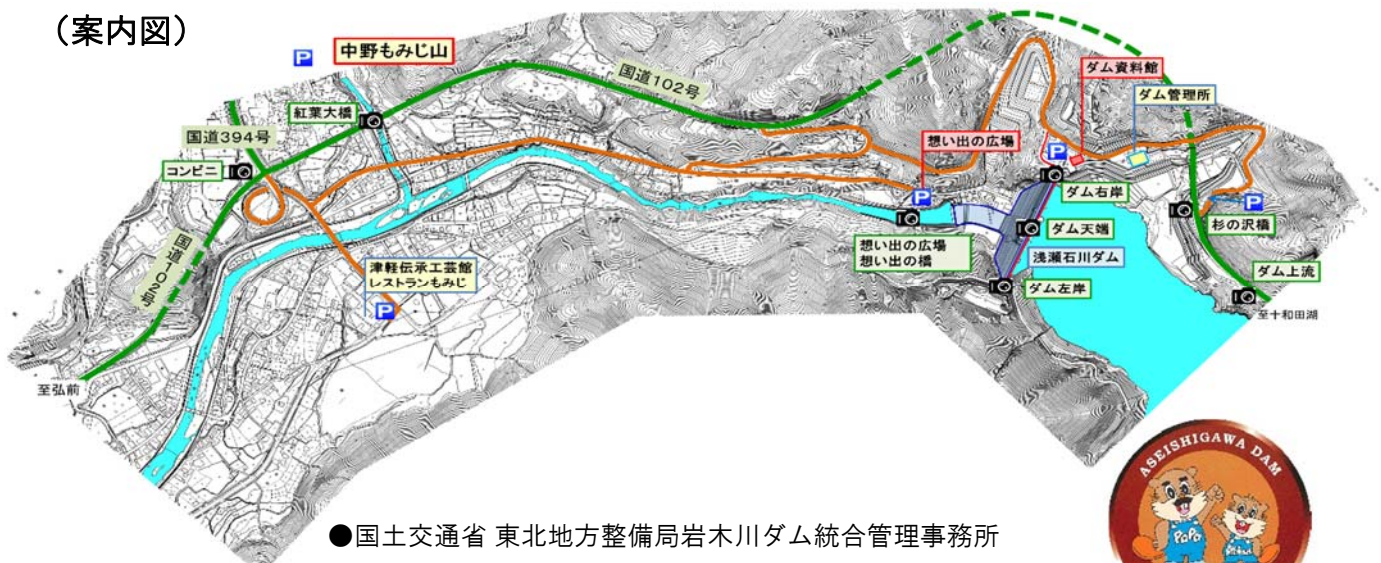 （案内図）
P
中野もみじ山
国道102号
紅葉大橋
国道394号
コンビニ
国道102号
至弘前
津軽伝承工芸館
レストランもみじ
P
想い出の広場
P
想い出の広場
想い出の橋
ダム資料館
ダム管理所
P
ダム右岸
ダム天端
浅瀬石川ダム
ダム左岸
P
杉の沢橋
ダム上流
至十和田湖
●国土交通省 東北地方整備局岩木川ダム統合管理事務所
ASEISHIGAWA DAM
PaPa